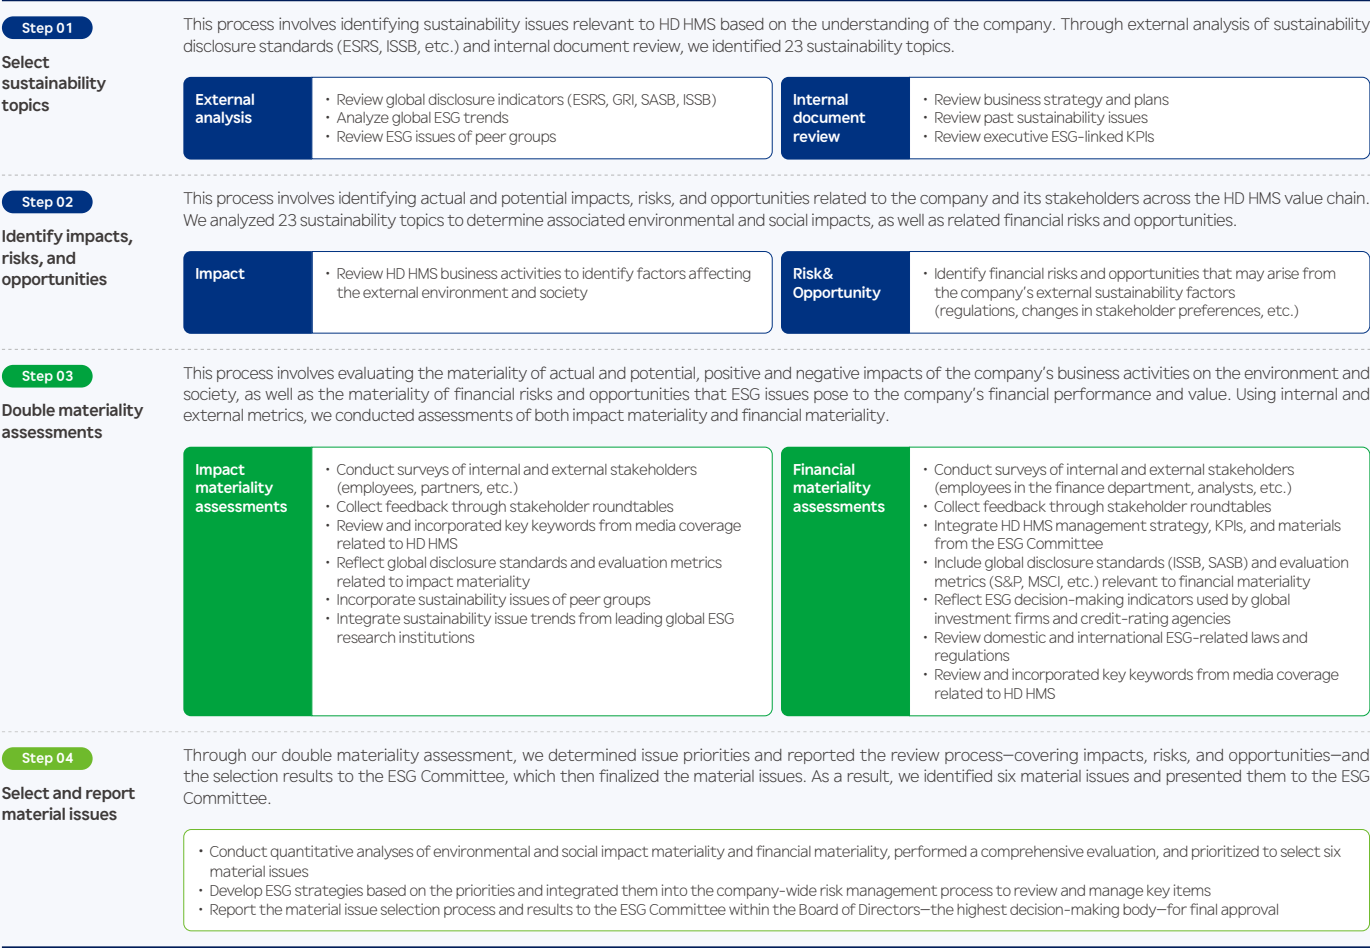 Step 01
Select
sustainability
topics
This process involves identifying sustainability issues relevant to HD HMS based on the understanding of the company. Through external analysis of sustainability
disclosure standards (ESRS, ISSB, etc.) and internal document review, we identified 23 sustainability topics.
External
analysis
• Review global disclosure indicators (ESRS, GRI, SASB, ISSB)
• Analyze global ESG trends
• Review ESG issues of peer groups
Internal
document
review
• Review business strategy and plans
• Review past sustainability issues
• Review executive ESG-linked KPIs
Step 02
Identify impacts,
risks, and
opportunities
This process involves identifying actual and potential impacts, risks, and opportunities related to the company and its stakeholders across the HD HMS value chain.
We analyzed 23 sustainability topics to determine associated environmental and social impacts, as well as related financial risks and opportunities.
Impact
• Review HD HMS business activities to identify factors affecting
the external environment and society
Risk&
Opportunity
• Identify financial risks and opportunities that may arise from
the company's external sustainability factors
(regulations, changes in stakeholder preferences, etc.)
Step 03
Double materiality
assessments
This process involves evaluating the materiality of actual and potential, positive and negative impacts of the company's business activities on the environment and
society, as well as the materiality of financial risks and opportunities that ESG issues pose to the company's financial performance and value. Using internal and
external metrics, we conducted assessments of both impact materiality and financial materiality.
Impact
materiality
assessments
• Conduct surveys of internal and external stakeholders
(employees, partners, etc.)
• Collect feedback through stakeholder roundtables
• Review and incorporated key keywords from media coverage
related to HD HMS
• Reflect global disclosure standards and evaluation metrics
related to impact materiality
• Incorporate sustainability issues of peer groups
• Integrate sustainability issue trends from leading global ESG
research institutions
Financial
materiality
assessments
• Conduct surveys of internal and external stakeholders
(employees in the finance department, analysts, etc.)
• Collect feedback through stakeholder roundtables
• Integrate HD HMS management strategy, KPIs, and materials
from the ESG Committee
• Include global disclosure standards (ISSB, SASB) and evaluation
metrics (S&P, MSCI, etc.) relevant to financial materiality
• Reflect ESG decision-making indicators used by global
investment firms and credit-rating agencies
• Review domestic and international ESG-related laws and
regulations
• Review and incorporated key keywords from media coverage
related to HD HMS
Step 04
Select and report
material issues
Through our double materiality assessment, we determined issue priorities and reported the review process—covering impacts, risks, and opportunities—and
the selection results to the ESG Committee, which then finalized the material issues. As a result, we identified six material issues and presented them to the ESG
Committee.
• Conduct quantitative analyses of environmental and social impact materiality and financial materiality, performed a comprehensive evaluation, and prioritized to select six
material issues
• Develop ESG strategies based on the priorities and integrated them into the company-wide risk management process to review and manage key items
• Report the material issue selection process and results to the ESG Committee within the Board of Directors—the highest decision-making body—for final approval